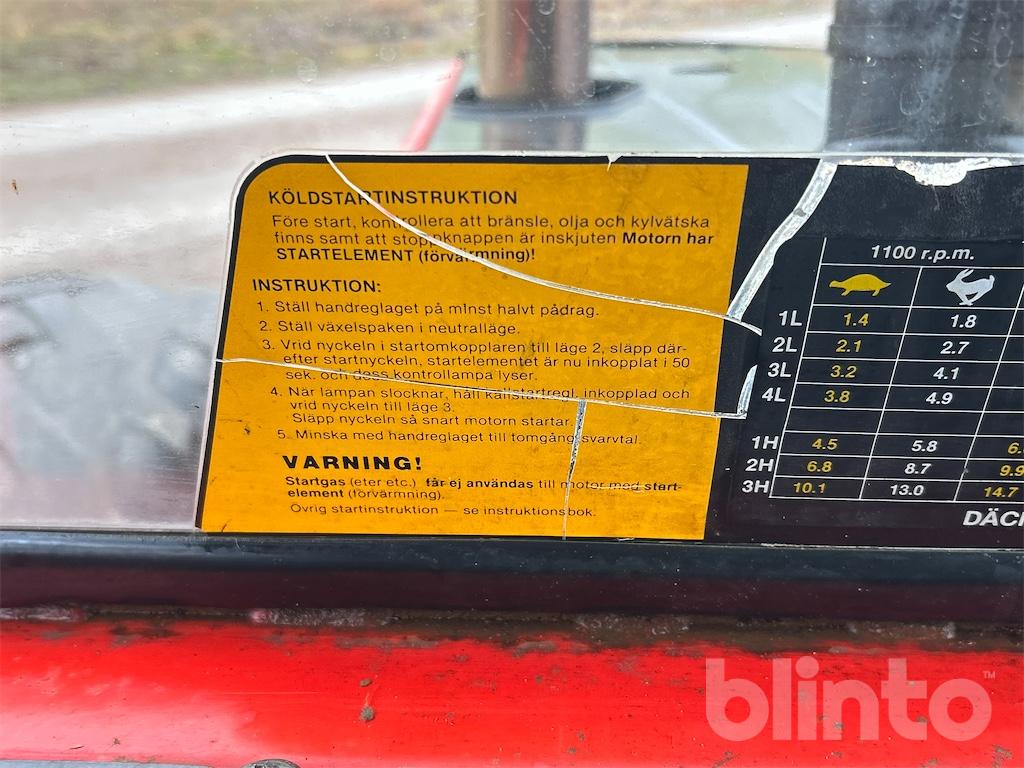 KÖLDSTARTINSTRUKTION
Före start, kontrollera att bränsle, olja och kylvätska
finns samt att stoppknappen är inskjuten Motorn har
STARTELEMENT (förvärmning)!
INSTRUKTION:
1. Ställ handreglaget på minst halvt pådrag.
2. Ställ växelspaken i neutralläge.
3. Vrid nyckeln i startomkopplaren till läge 2, släpp där-
efter startnyckeln, startelementet är nu inkopplat i 50
sek. och dess kontrollampa lyser.
4. När lampan slocknar, håll kallstartregl. inkopplad och
vrid nyckeln till läge 3.
Släpp nyckeln så snart motorn startar.
5. Minska med handreglaget till tomgångsvarvtal.
VARNING!
Startgas (eter etc.) får ej användas till motor med start-
element (förvärmning).
Övrig startinstruktion — se instruktionsbok.
1100 r.p.m.
1L 1.4 1.8
2L 2.1 2.7
3L 3.2 4.1
4L 3.8 4.9
1H 4.5 5.8
2H 6.8 8.7 9.9
3H 10.1 13.0 14.7
DÄCK
blinto™